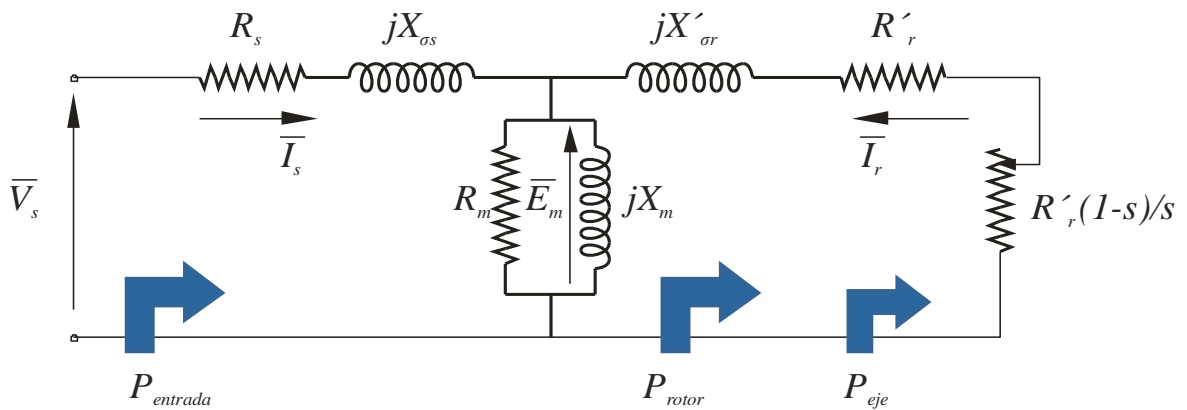 R_s
jX_σs
jX´_σr
R´_r
I_s
I_r
V_s
R_m
E_m
jX_m
R´_r(1-s)/s
P_entrada
P_rotor
P_eje